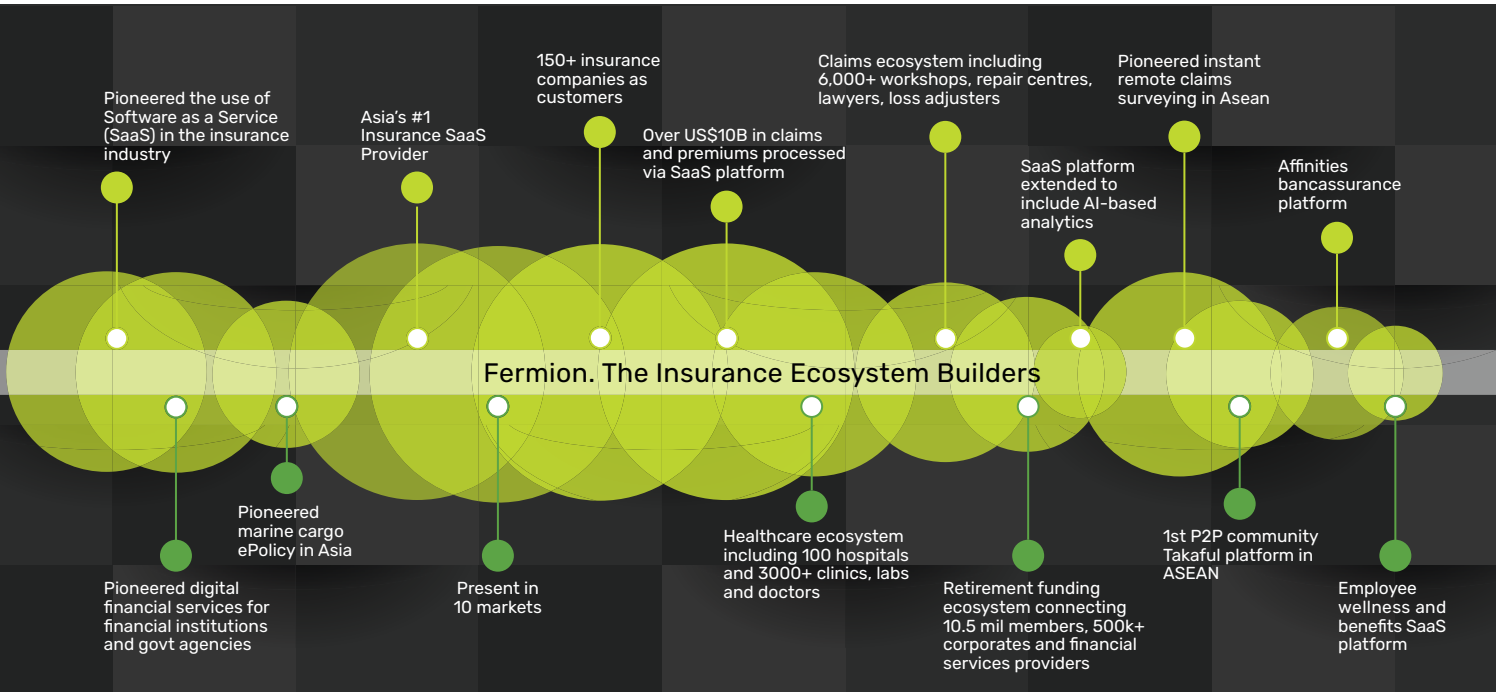 Pioneered the use of
Software as a Service
(SaaS) in the insurance
industry
Asia's #1
Insurance SaaS
Provider
150+ insurance
companies as
customers
Over US$10B in claims
and premiums processed
via SaaS platform
Claims ecosystem including
6,000+ workshops, repair centres,
lawyers, loss adjusters
SaaS platform
extended to
include AI-based
analytics
Pioneered instant
remote claims
surveying in Asean
Affinities
bancassurance
platform
Fermion. The Insurance Ecosystem Builders
Pioneered digital
financial services for
financial institutions
and govt agencies
Pioneered
marine cargo
ePolicy in Asia
Present in
10 markets
Healthcare ecosystem
including 100 hospitals
and 3000+ clinics, labs
and doctors
Retirement funding
ecosystem connecting
10.5 mil members, 500k+
corporates and financial
services providers
1st P2P community
Takaful platform in
ASEAN
Employee
wellness and
benefits SaaS
platform